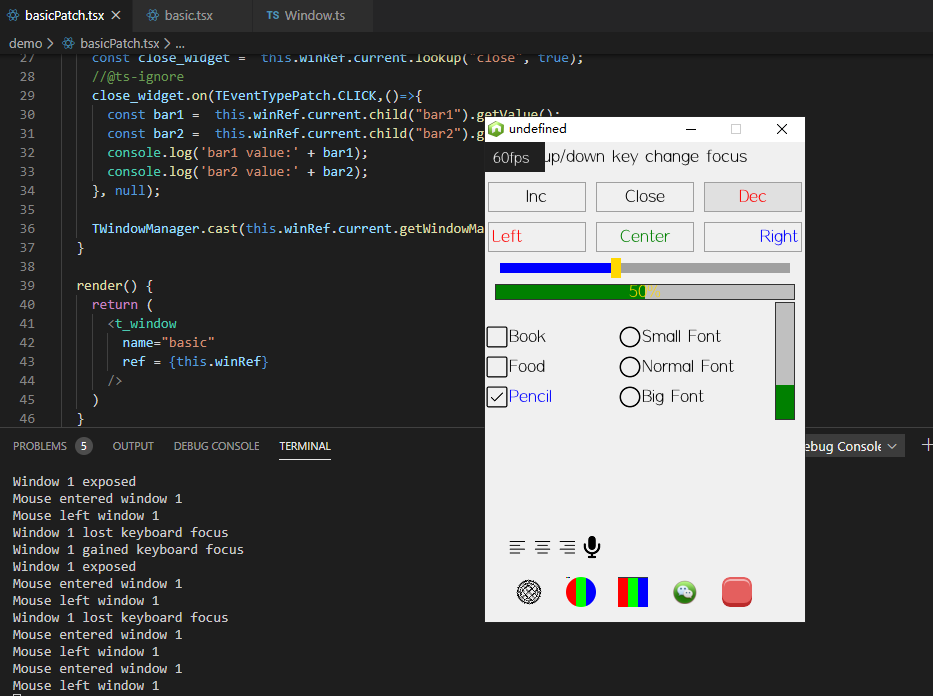 basicPatch.tsx basic.tsx TS Window.ts
demo > basicPatch.tsx > ...
27 const close_widget = this.winRef.current.lookup("close", true);
28 //@ts-ignore
29 close_widget.on(TEventTypePatch.CLICK,()=>{
30 const bar1 = this.winRef.current.child("bar1").getValue();
31 const bar2 = this.winRef.current.child("bar2").g
32 console.log('bar1 value:' + bar1);
33 console.log('bar2 value:' + bar2);
34 }, null);
35
36 TWindowManager.cast(this.winRef.current.getWindowMa
37 }
38
39 render() {
40 return (
41 <t_window
42 name="basic"
43 ref = {this.winRef}
44 />
45 )
46 }
PROBLEMS 5 OUTPUT DEBUG CONSOLE TERMINAL
ebug Console
Window 1 exposed
Mouse entered window 1
Mouse left window 1
Window 1 lost keyboard focus
Window 1 gained keyboard focus
Window 1 exposed
Mouse entered window 1
Mouse left window 1
Window 1 lost keyboard focus
Mouse entered window 1
Mouse left window 1
Mouse entered window 1
Mouse left window 1
undefined
60fps up/down key change focus
Inc Close Dec
Left Center Right
50%
Book Small Font
Food Normal Font
Pencil Big Font